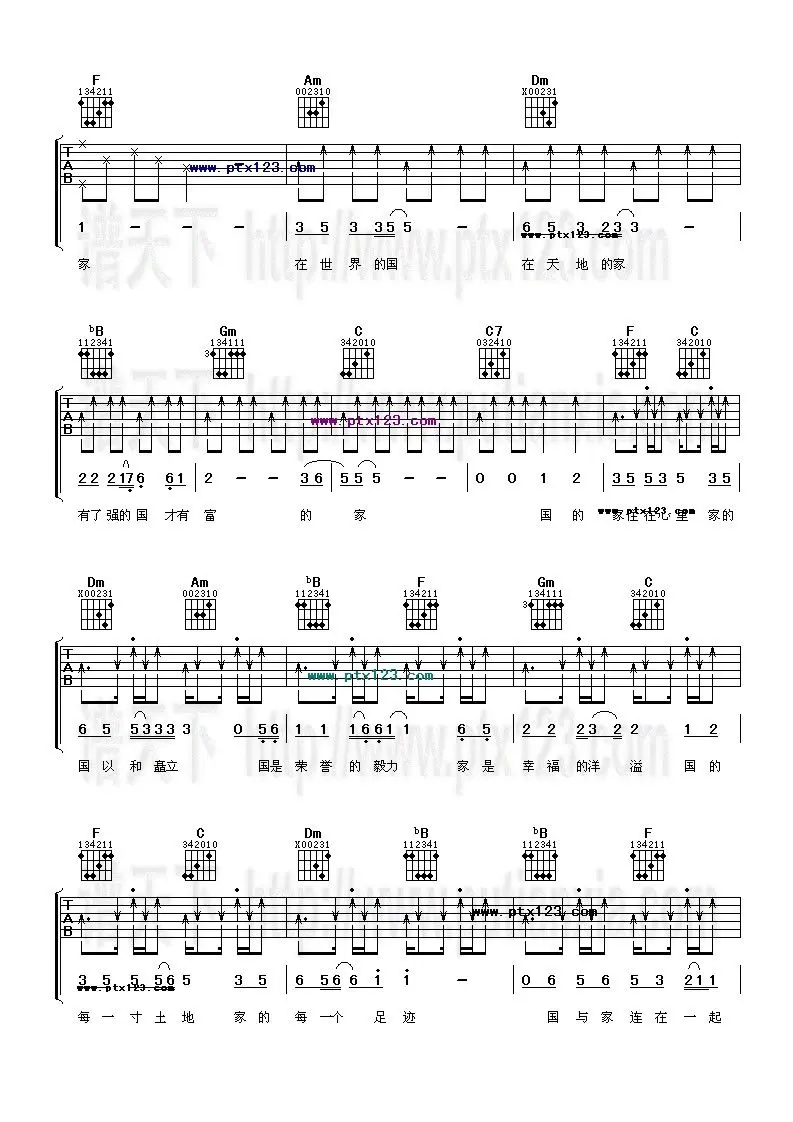 F Am Dm
134211 002310 X00231
T
A
B
www.ptx123.com
1 - - - 3 5 3 3 5 5 - 6 5 3 2 3 3 -
www.ptx123.com
家 在世界的国 在天地的家
谱天下 http://www.ptx123.com
bB Gm C C7 F C
112341 134111 342010 032410 134211 342010
3
T
A
B
www.ptx123.com
2 2 2 1 7 6 6 1 2 - - 3 6 5 5 5 - - 0 0 1 2 3 5 5 3 5 3 5
www.ptx123.com
有了强的国 才有富 的 家 国 的 家住在心里 家的
Dm Am bB F Gm C
X00231 002310 112341 134211 134111 342010
3
T
A
B
www.ptx123.com
6 5 5 3 3 3 3 0 5 6 1 1 1 6 6 1 1 6 5 2 2 2 3 2 2 1 2
国以和矗立 国是荣誉的毅力 家是幸福的洋溢 国的
谱天下 http://www.ptx123.com
F C Dm bB bB F
134211 342010 X00231 112341 112341 134211
T
A
B
www.ptx123.com
3 5 5 5 6 5 3 5 6 5 6 6 1 1 - 0 6 5 6 5 3 2 1 1
www.ptx123.com
每一寸土地 家的每一个足迹 国与家连在一起